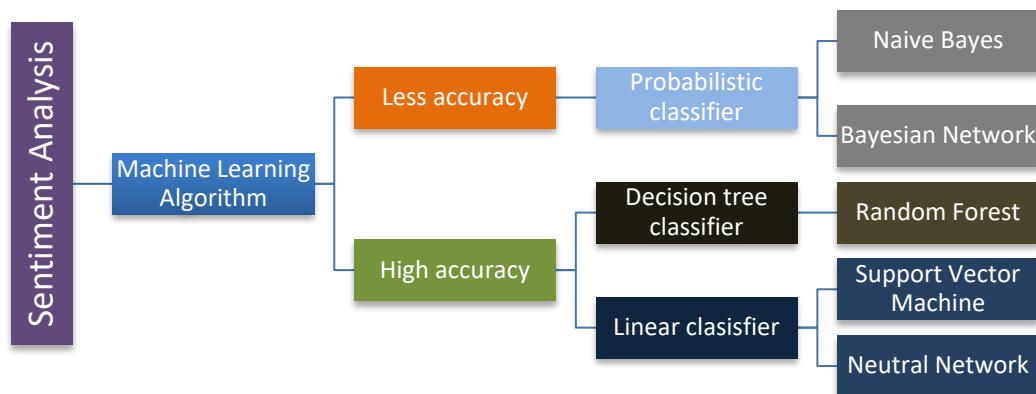 Sentiment Analysis
Machine Learning
Algorithm
Less accuracy
Probabilistic
classifier
Naive Bayes
Bayesian Network
High accuracy
Decision tree
classifier
Random Forest
Linear clasisfier
Support Vector
Machine
Neutral Network